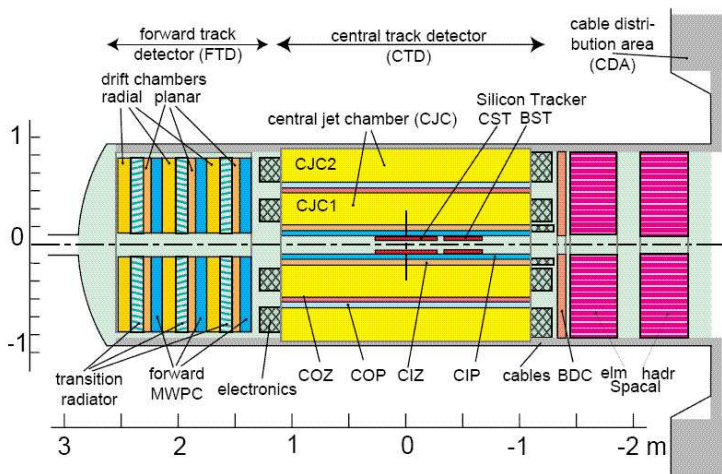 forward track
detector (FTD)
central track detector
(CTD)
cable distri-
bution area
(CDA)
drift chambers
radial planar
Silicon Tracker
CST BST
central jet chamber (CJC)
CJC2
CJC1
1
0
-1
transition
radiator
forward
MWPC
electronics
COZ
COP
CIZ
CIP
cables
BDC
elm
hadr
Spacal
3
2
1
0
-1
-2 m